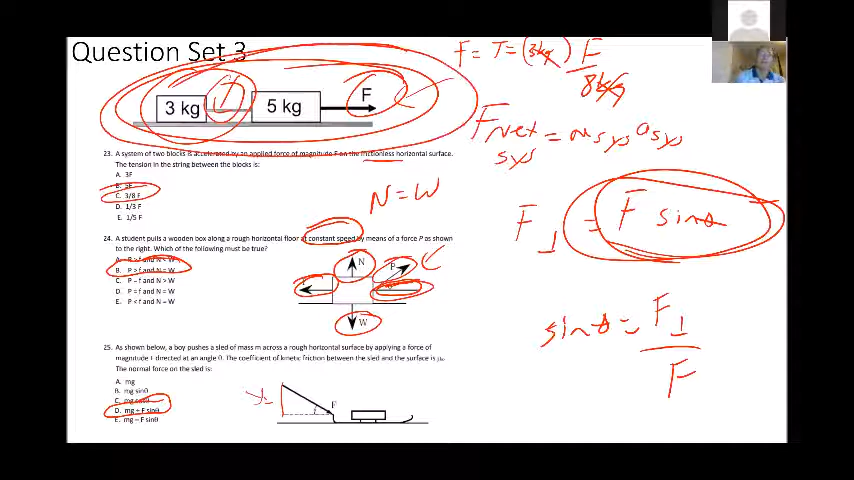 Question Set 3
3 kg
T
5 kg
F
F = T = (3kg) F
8kg
F Net sys = m sys a sys
23. A system of two blocks is accelerated by an applied force of magnitude F on the frictionless horizontal surface.
The tension in the string between the blocks is:
A. 3F
B. 5F
C. 3/8 F
D. 1/3 F
E. 1/5 F
N = W
F⊥ = F sinθ
24. A student pulls a wooden box along a rough horizontal floor at constant speed by means of a force P as shown
to the right. Which of the following must be true?
A. P > f and N < W
B. P > f and N = W
C. P = f and N > W
D. P = f and N = W
E. P < f and N = W
N
P
W
sinθ = F⊥
F
25. As shown below, a boy pushes a sled of mass m across a rough horizontal surface by applying a force of
magnitude F directed at an angle θ. The coefficient of kinetic friction between the sled and the surface is
The normal force on the sled is:
A. mg
B. mg sinθ
C. mg cosθ
D. mg + F sinθ
E. mg – F sinθ
F